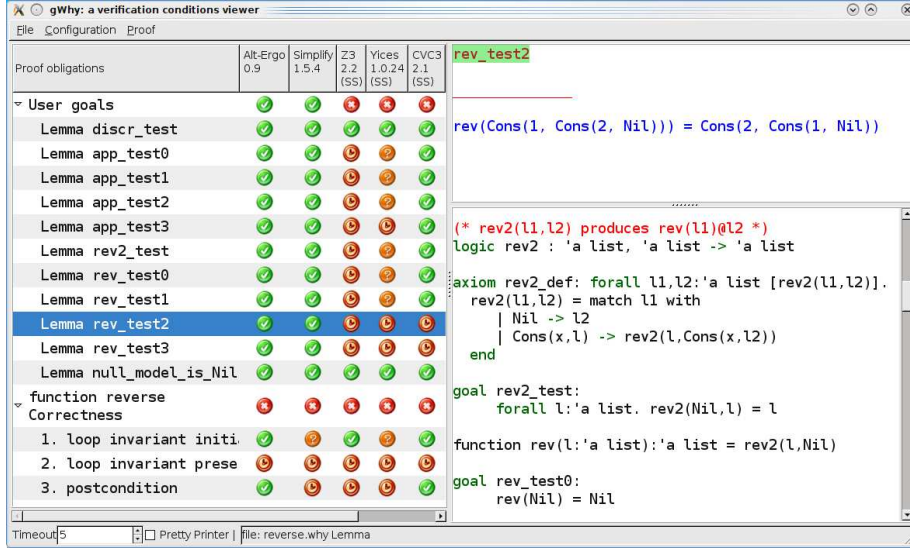 gWhy: a verification conditions viewer
File Configuration Proof
Proof obligations
Alt-Ergo 0.9
Simplify 1.5.4
Z3 2.2 (SS)
Yices 1.0.24 (SS)
CVC3 2.1 (SS)
User goals
Lemma discr_test
Lemma app_test0
Lemma app_test1
Lemma app_test2
Lemma app_test3
Lemma rev2_test
Lemma rev_test0
Lemma rev_test1
Lemma rev_test2
Lemma rev_test3
Lemma null_model_is_Nil
function reverse
Correctness
1. loop invariant initi
2. loop invariant prese
3. postcondition
rev_test2
rev(Cons(1, Cons(2, Nil))) = Cons(2, Cons(1, Nil))
(* rev2(l1,l2) produces rev(l1)@l2 *)
logic rev2 : 'a list, 'a list -> 'a list
axiom rev2_def: forall l1,l2:'a list [rev2(l1,l2)].
rev2(l1,l2) = match l1 with
| Nil -> l2
| Cons(x,l) -> rev2(l,Cons(x,l2))
end
goal rev2_test:
forall l:'a list. rev2(Nil,l) = l
function rev(l:'a list):'a list = rev2(l,Nil)
goal rev_test0:
rev(Nil) = Nil
Timeout 5 Pretty Printer | file: reverse.why Lemma